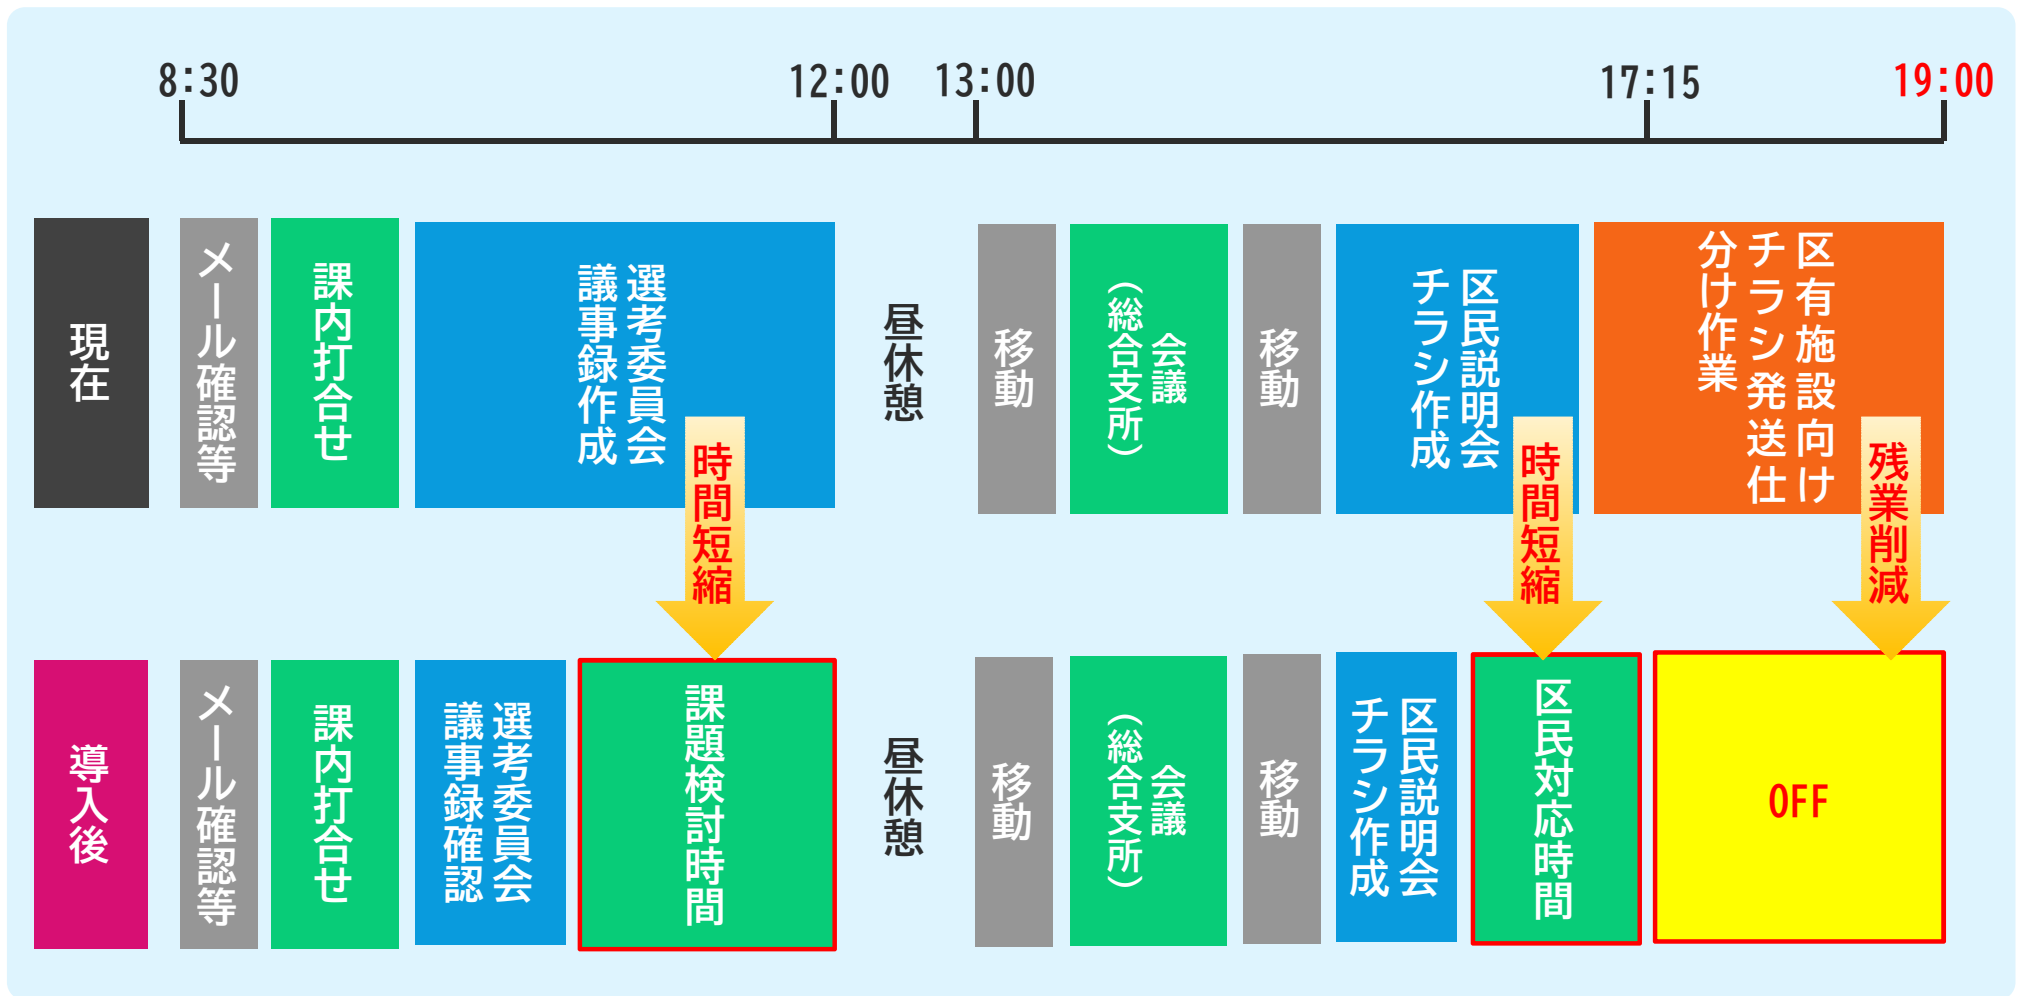 8:30
12:00
13:00
17:15
19:00
現在
メール確認等
課内打合せ
選考委員会
議事録作成
昼休憩
移動
会議
（総合支所）
移動
区民説明会
チラシ作成
区有施設向け
チラシ発送仕
分け作業
時間短縮
時間短縮
残業削減
導入後
メール確認等
課内打合せ
選考委員会
議事録確認
課題検討時間
昼休憩
移動
会議
（総合支所）
移動
区民説明会
チラシ作成
区民対応時間
OFF